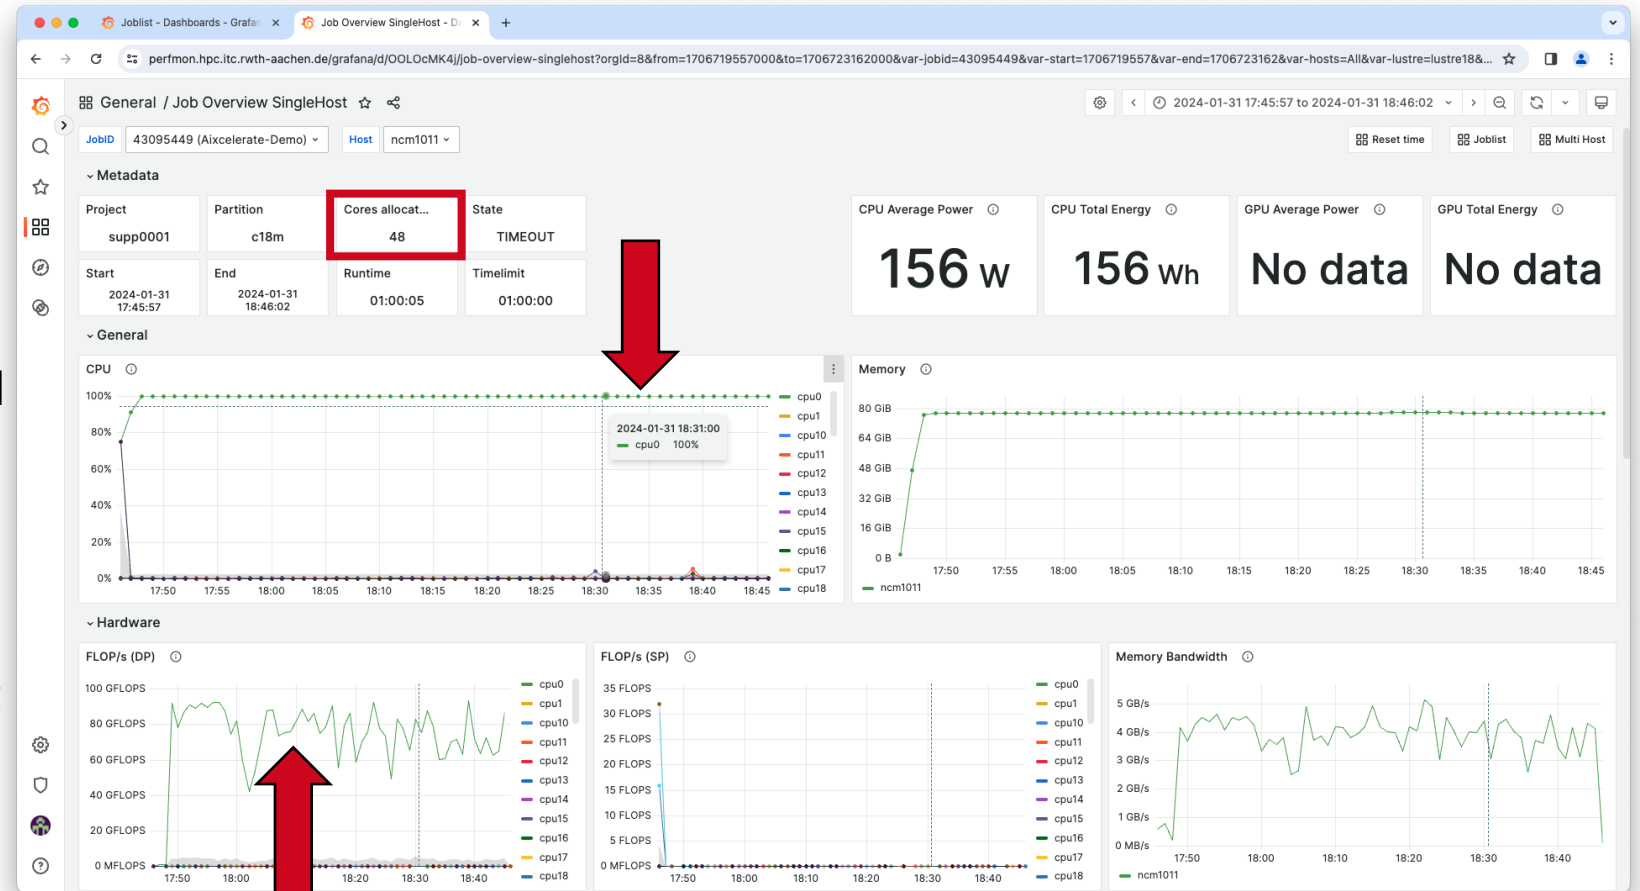 Joblist - Dashboards - Grafan
Job Overview SingleHost - Da
perfmon.hpc.itc.rwth-aachen.de/grafana/d/OOLOcMK4j/job-overview-singlehost?orgId=8&from=1706719557000&to=1706723162000&var-jobid=43095449&var-start=1706719557&var-end=1706723162&var-hosts=All&var-lustre=lustre18&...
General / Job Overview SingleHost
2024-01-31 17:45:57 to 2024-01-31 18:46:02
JobID 43095449 (Aixcelerate-Demo) Host ncm1011
Reset time Joblist Multi Host
Metadata
Project
supp0001
Partition
c18m
Cores allocat...
48
State
TIMEOUT
Start
2024-01-31
17:45:57
End
2024-01-31
18:46:02
Runtime
01:00:05
Timelimit
01:00:00
CPU Average Power
156 W
CPU Total Energy
156 Wh
GPU Average Power
No data
GPU Total Energy
No data
General
CPU
100%
80%
60%
40%
20%
0%
17:50 17:55 18:00 18:05 18:10 18:15 18:20 18:25 18:30 18:35 18:40 18:45
2024-01-31 18:31:00
cpu0 100%
cpu0
cpu1
cpu10
cpu11
cpu12
cpu13
cpu14
cpu15
cpu16
cpu17
cpu18
Memory
80 GiB
64 GiB
48 GiB
32 GiB
16 GiB
0 B
17:50 17:55 18:00 18:05 18:10 18:15 18:20 18:25 18:30 18:35 18:40 18:45
ncm1011
Hardware
FLOP/s (DP)
100 GFLOPS
80 GFLOPS
60 GFLOPS
40 GFLOPS
20 GFLOPS
0 MFLOPS
17:50 18:00 18:20 18:30 18:40
cpu0
cpu1
cpu10
cpu11
cpu12
cpu13
cpu14
cpu15
cpu16
cpu17
cpu18
FLOP/s (SP)
35 FLOPS
30 FLOPS
25 FLOPS
20 FLOPS
15 FLOPS
10 FLOPS
5 FLOPS
0 MFLOPS
17:50 18:00 18:10 18:20 18:30 18:40
cpu0
cpu1
cpu10
cpu11
cpu12
cpu13
cpu14
cpu15
cpu16
cpu17
cpu18
Memory Bandwidth
5 GB/s
4 GB/s
3 GB/s
2 GB/s
1 GB/s
0 MB/s
17:50 18:00 18:10 18:20 18:30 18:40
ncm1011